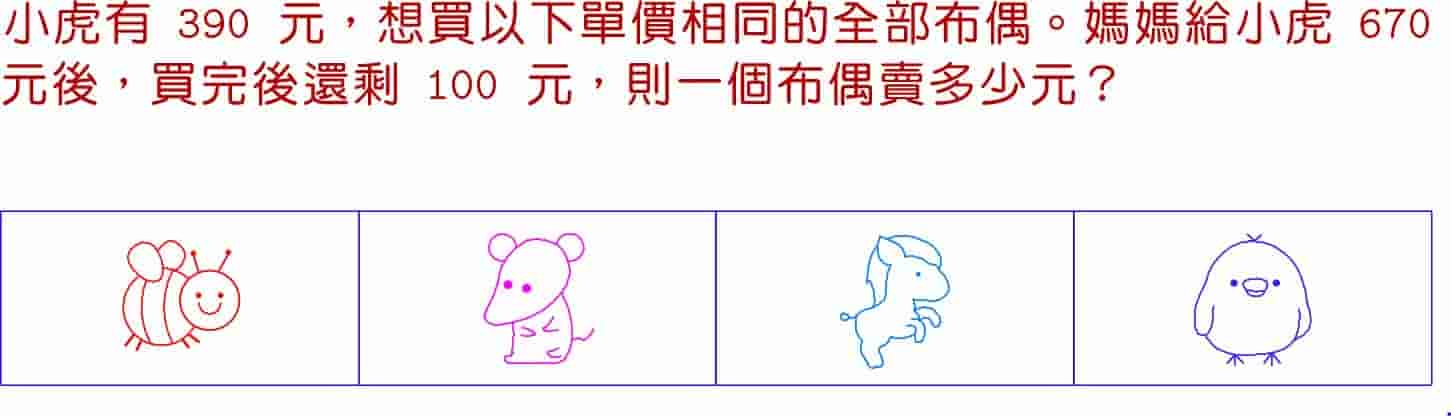 小虎有 390 元，想買以下單價相同的全部布偶。媽媽給小虎 670
元後，買完後還剩 100 元，則一個布偶賣多少元？